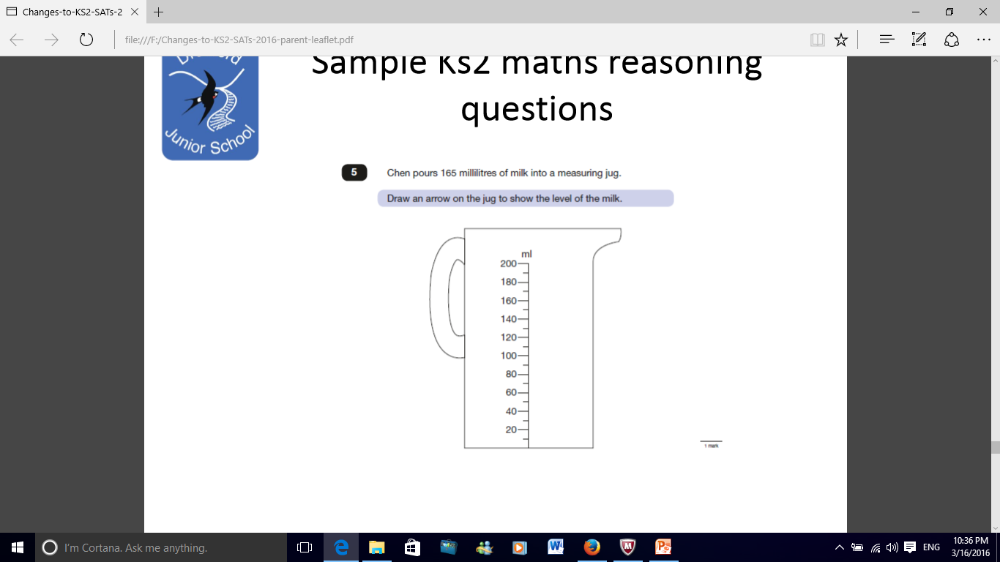 Changes-to-KS2-SATs-2
file:///F:/Changes-to-KS2-SATs-2016-parent-leaflet.pdf
Sample Ks2 maths reasoning
questions
Junior School
5
Chen pours 165 millilitres of milk into a measuring jug.
Draw an arrow on the jug to show the level of the milk.
ml
200
180
160
140
120
100
80
60
40
20
1 mark
I'm Cortana. Ask me anything.
ENG
10:36 PM
3/16/2016